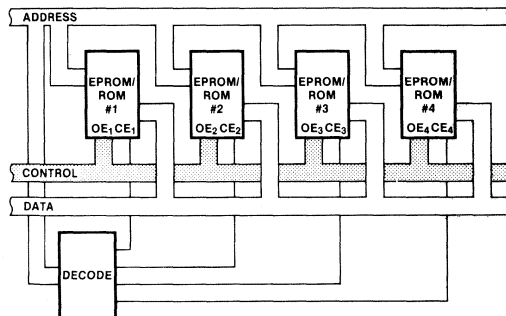 ADDRESS
EPROM/
ROM
#1
OE1 CE1
EPROM/
ROM
#2
OE2 CE2
EPROM/
ROM
#3
OE3 CE3
EPROM/
ROM
#4
OE4 CE4
CONTROL
DATA
DECODE